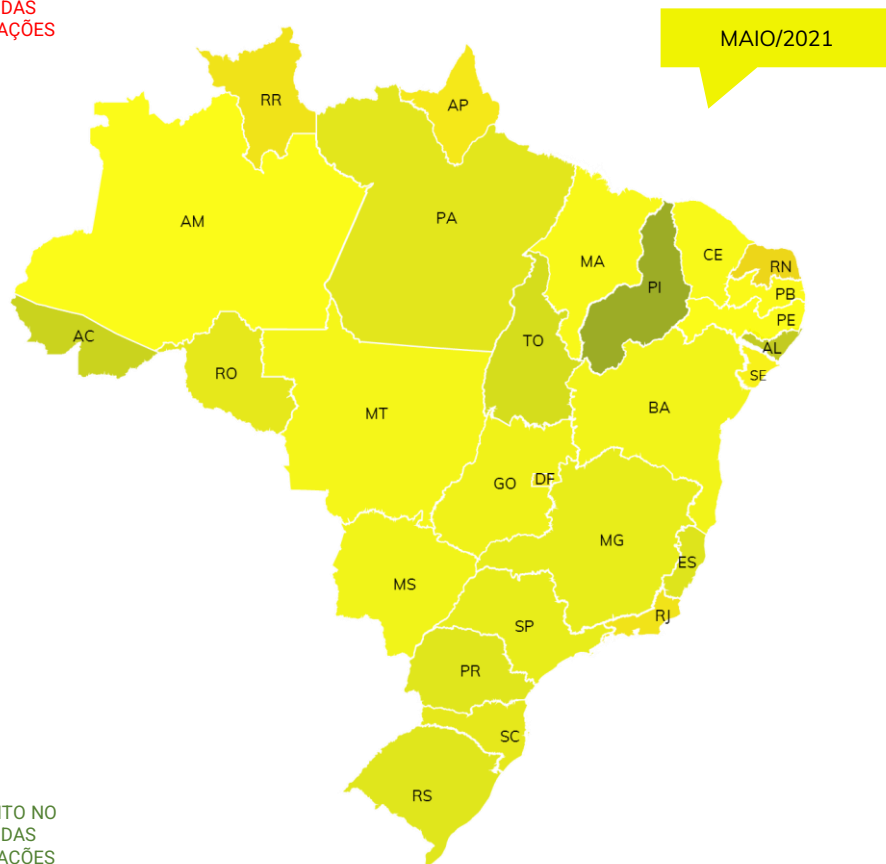 DAS
AÇÕES
MAIO/2021
RR
AP
AM
PA
MA
CE
RN
PI
PB
PE
AC
TO
AL
RO
SE
MT
BA
GO
DF
MG
ES
MS
RJ
SP
PR
SC
RS
TO NO
DAS
AÇÕES